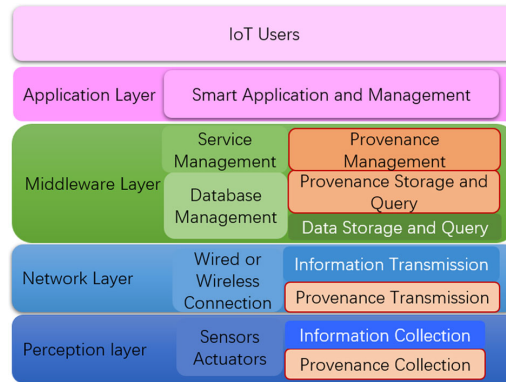 IoT Users
Application Layer
Smart Application and Management
Middleware Layer
Service
Management
Provenance
Management
Database
Management
Provenance Storage and
Query
Data Storage and Query
Network Layer
Wired or
Wireless
Connection
Information Transmission
Provenance Transmission
Perception layer
Sensors
Actuators
Information Collection
Provenance Collection